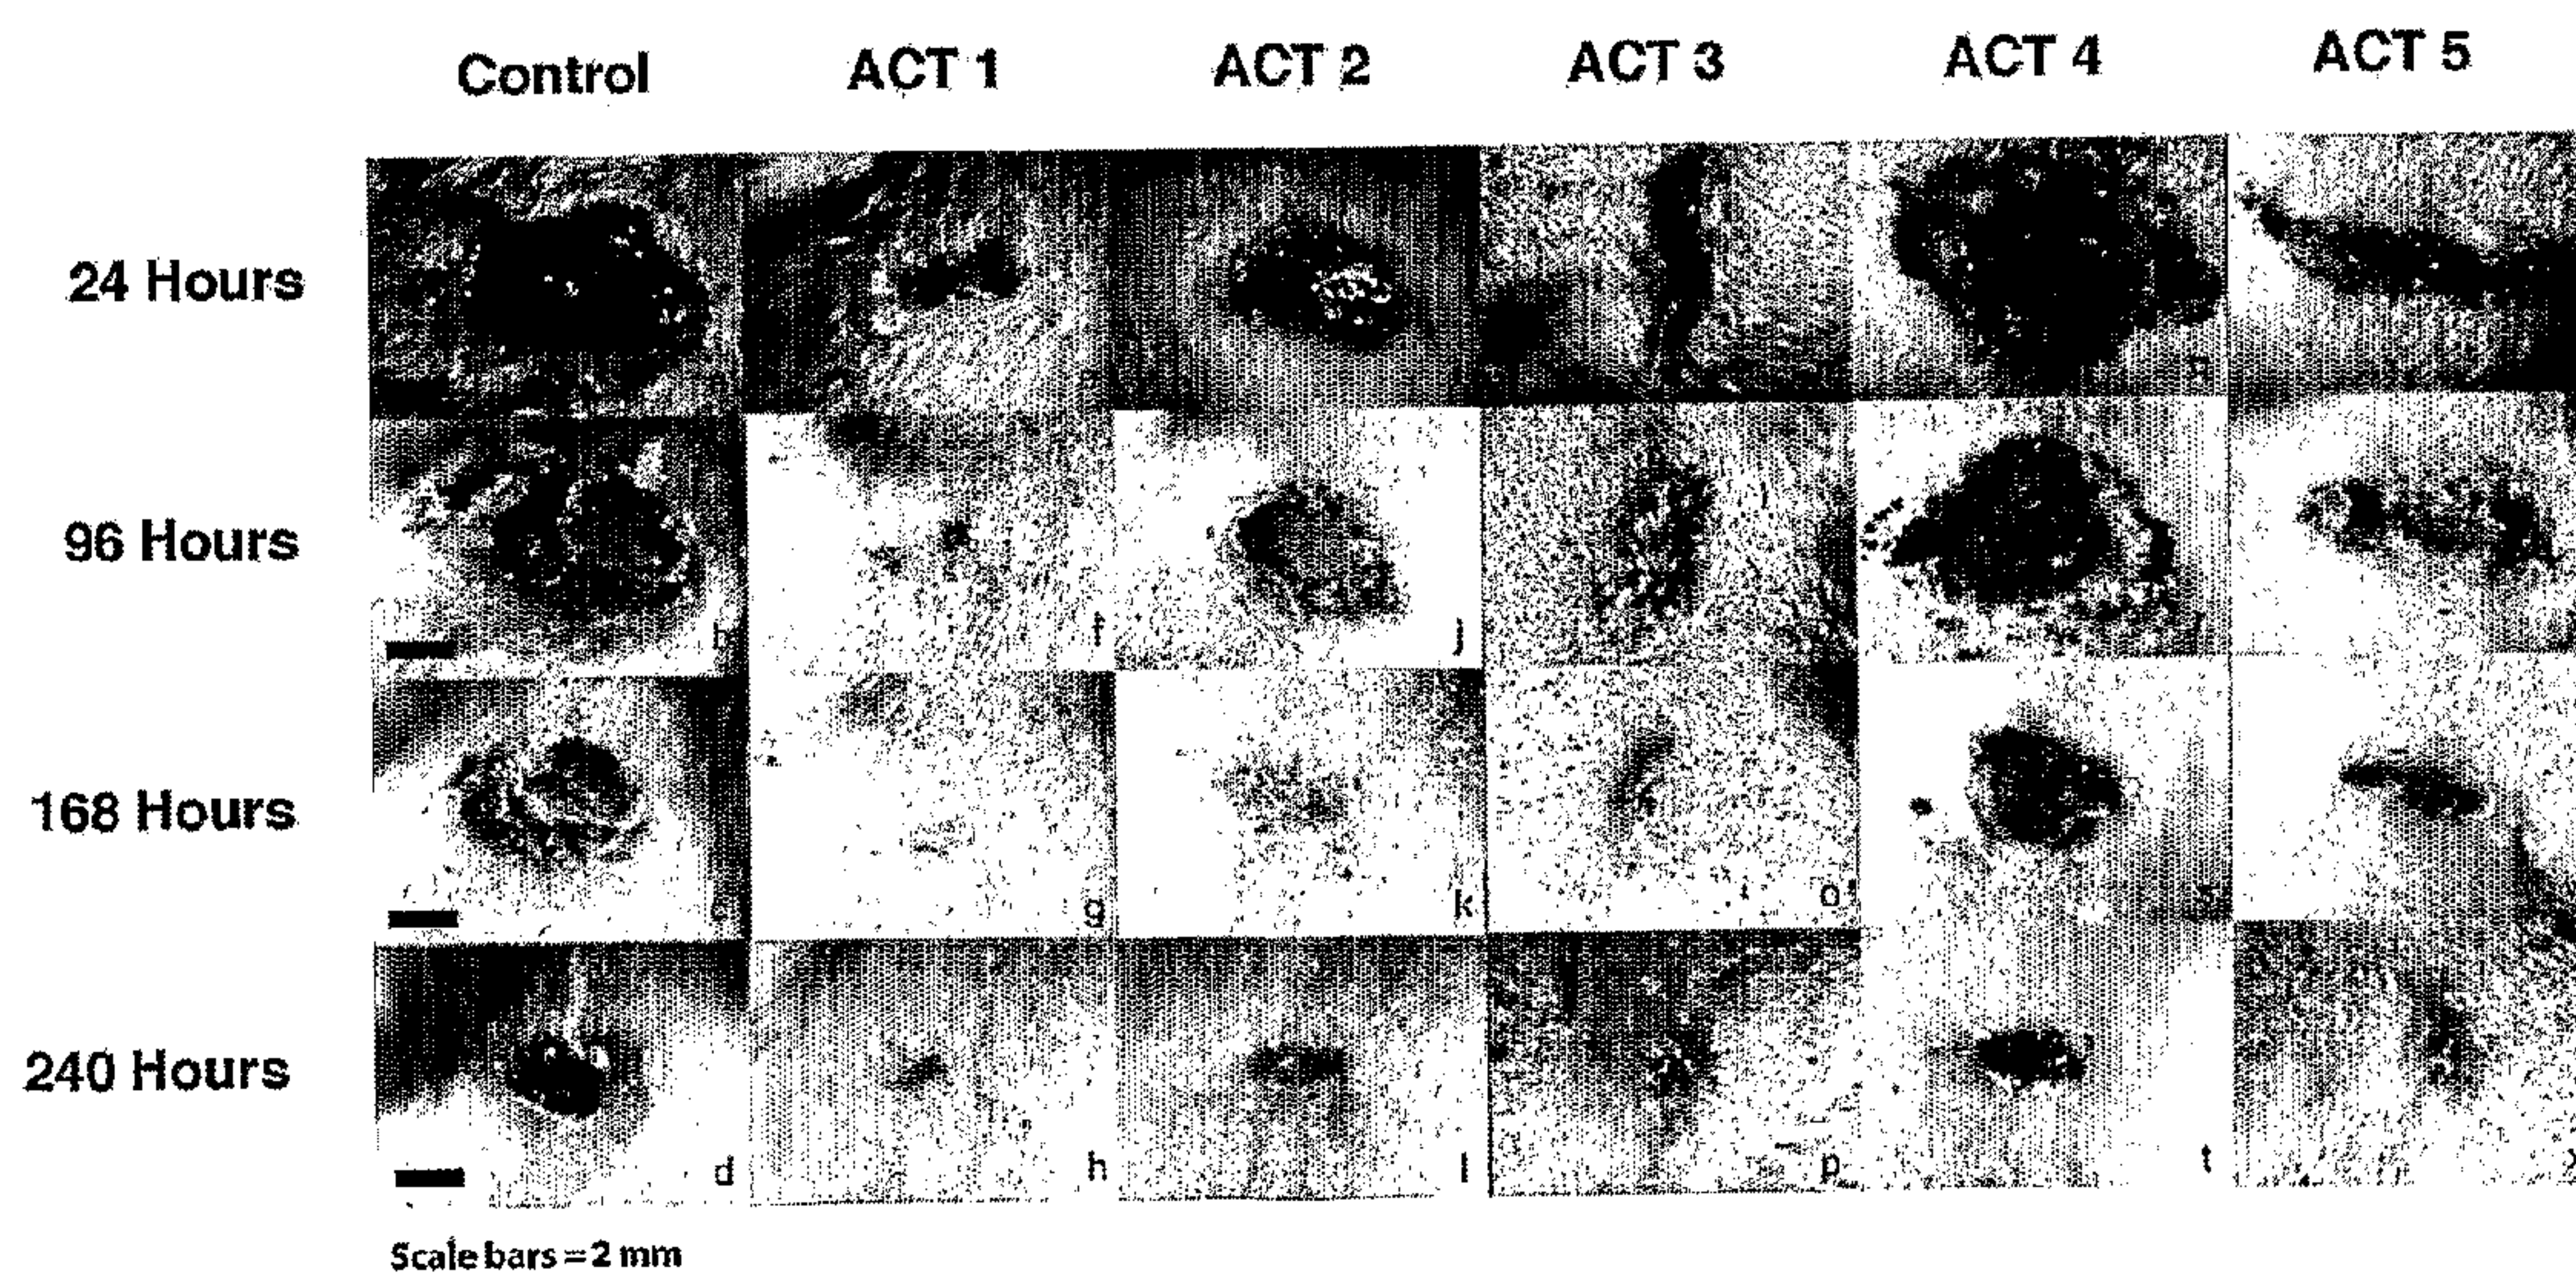 Control ACT 1 ACT 2 ACT 3 ACT 4 ACT 5
24 Hours
n
96 Hours
b f j
168 Hours
c g k o s
240 Hours
d h l p t x
Scale bars = 2 mm